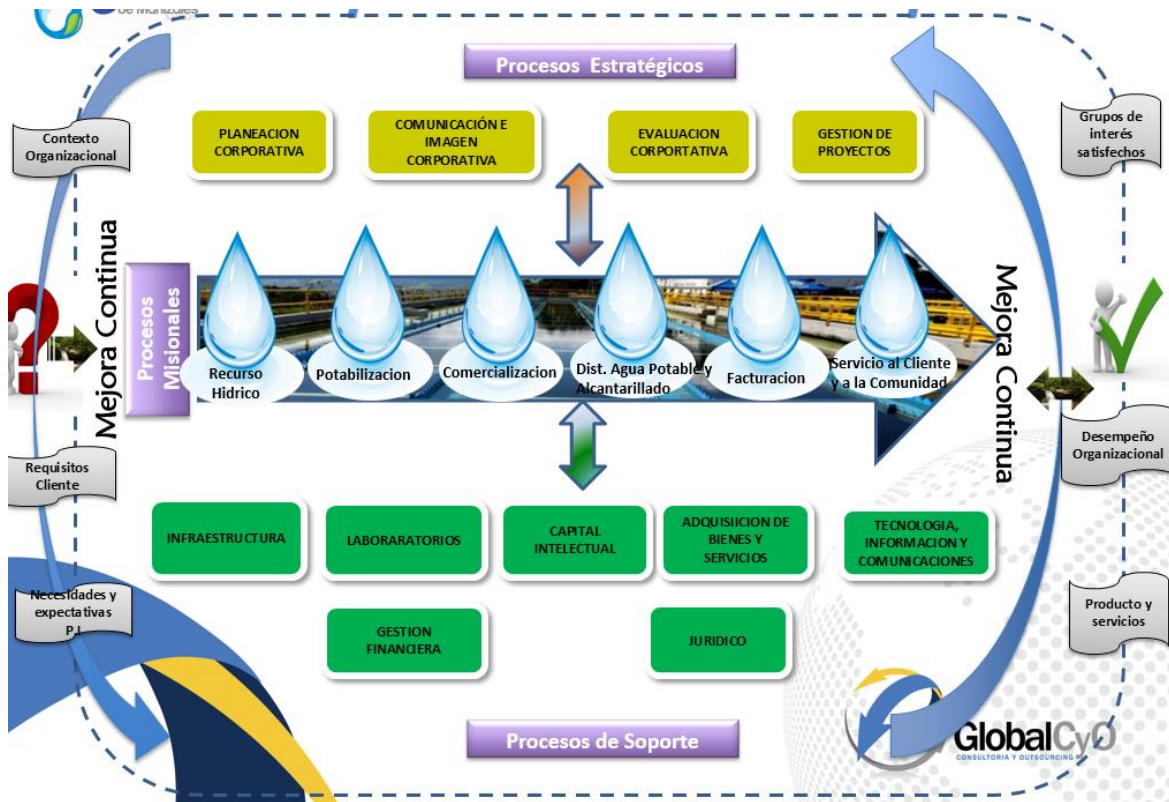 de Manizales
Procesos Estratégicos
Contexto
Organizacional
PLANEACION
CORPORATIVA
COMUNICACIÓN E
IMAGEN
CORPORATIVA
EVALUACION
CORPORTATIVA
GESTION DE
PROYECTOS
Grupos de
interés
satisfechos
Mejora Continua
Procesos
Misionales
Recurso
Hidrico
Potabilizacion
Comercializacion
Dist. Agua Potable y
Alcantarillado
Facturacion
Servicio al Cliente
y a la Comunidad
Mejora Continua
Requisitos
Cliente
Desempeño
Organizacional
INFRAESTRUCTURA
LABORARATORIOS
CAPITAL
INTELECTUAL
ADQUISIICION DE
BIENES Y
SERVICIOS
TECNOLOGIA,
INFORMACION Y
COMUNICACIONES
Necesidades y
expectativas
P.I
GESTION
FINANCIERA
JURIDICO
Producto y
servicios
Procesos de Soporte
GlobalCyO
CONSULTORIA Y OUTSOURCING